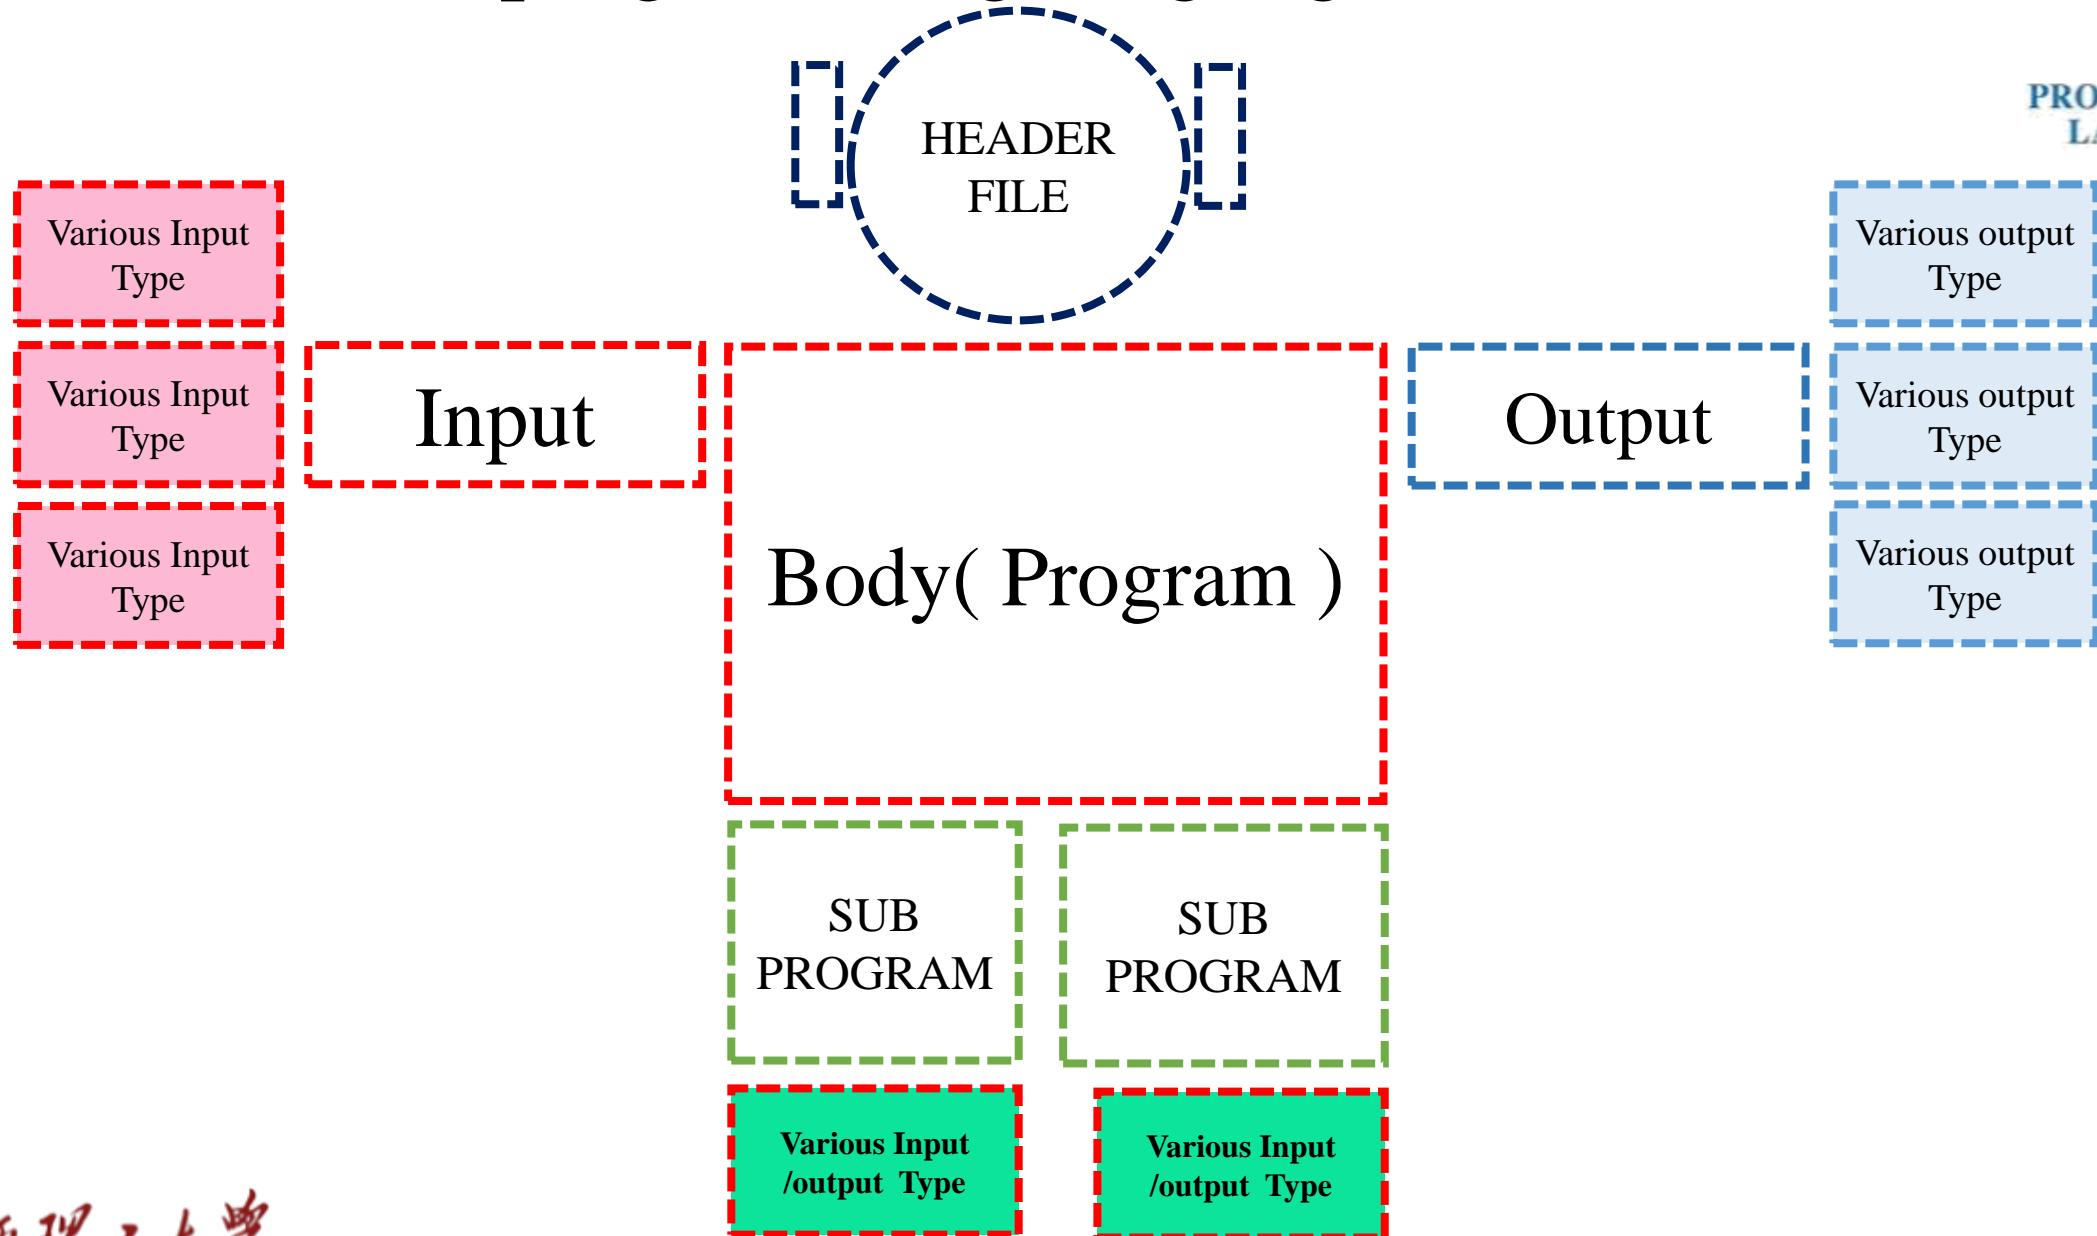 HEADER
FILE
Various Input
Type
Various Input
Type
Various Input
Type
Input
Body( Program )
Output
Various output
Type
Various output
Type
Various output
Type
SUB
PROGRAM
SUB
PROGRAM
Various Input
/output Type
Various Input
/output Type